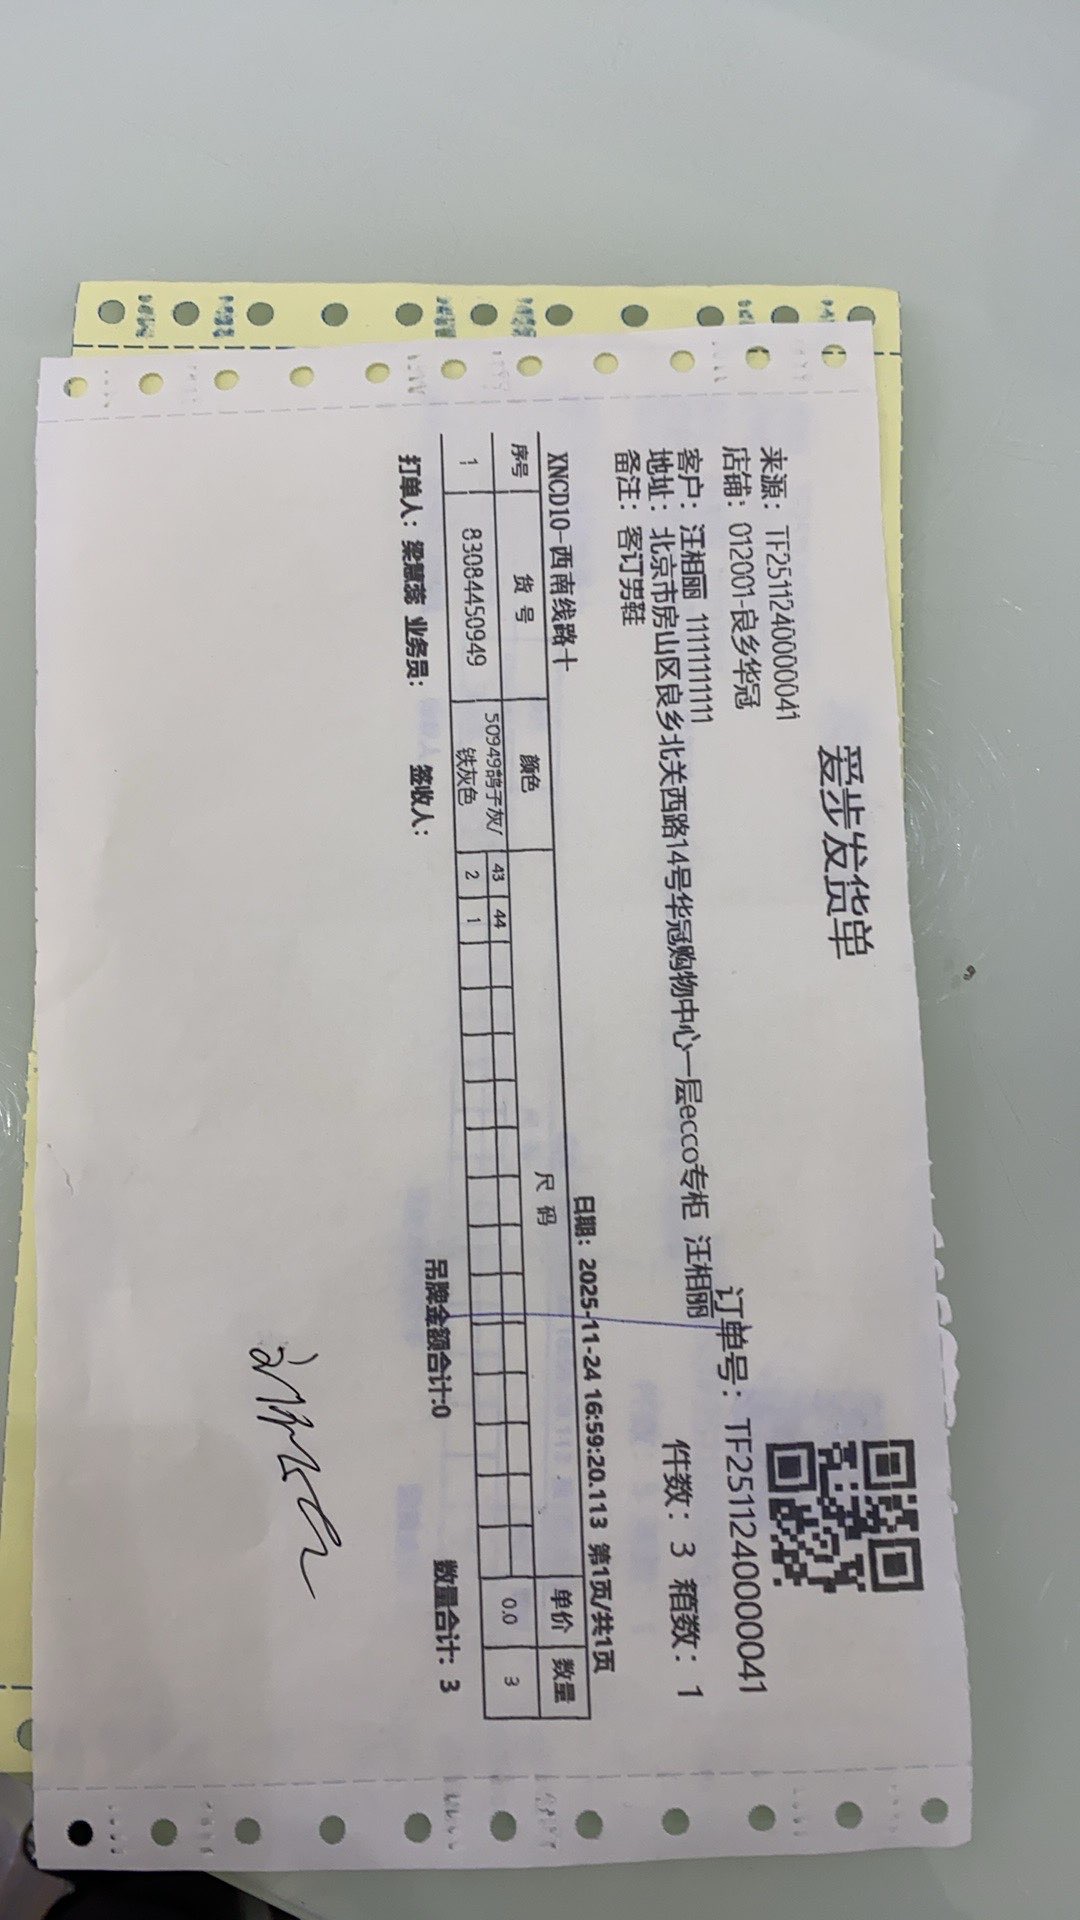 爱步发货单
来源：TF2511240000041
店铺：012001-良乡华冠
订单号：TF2511240000041
客户：汪相丽 11111111111
件数：3 箱数：1
地址：北京市房山区良乡北关西路14号华冠购物中心一层ecco专柜 汪相丽
备注：客订男鞋
日期：2025-11-24 16:59:20.113 第1页/共1页
XNCD10-西南线路十
序号 货号 颜色 尺码 单价 数量
43 44
1 83084450949 50949鸽子灰/铁灰色 2 1 0.0 3
打单人：梁慧蕊 业务员： 签收人： 吊牌金额合计:0 数量合计：3